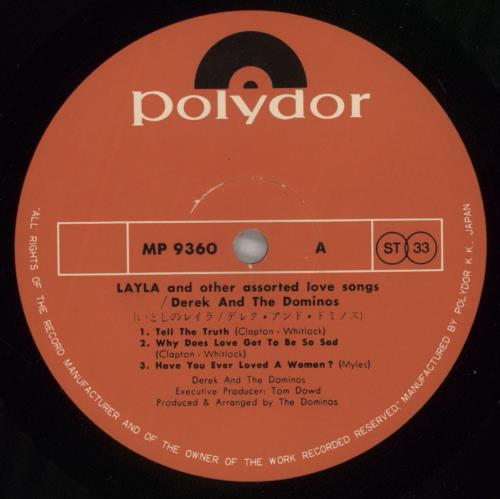 polydor
MP 9360 A ST 33
LAYLA and other assorted love songs
/Derek And The Dominos
(いとしのレイラ/デレク・アンド・ドミノス)
1. Tell The Truth (Clapton - Whitlock)
2. Why Does Love Got To Be So Sad
(Clapton - Whitlock)
3. Have You Ever Loved A Woman? (Myles)
Derek And The Dominos
Executive Producer: Tom Dowd
Produced & Arranged by The Dominos
"ALL RIGHTS OF THE RECORD MANUFACTURER AND OF THE OWNER OF THE WORK RECORDED RESERVED." MANUFACTURED BY POLYDOR K.K., JAPAN